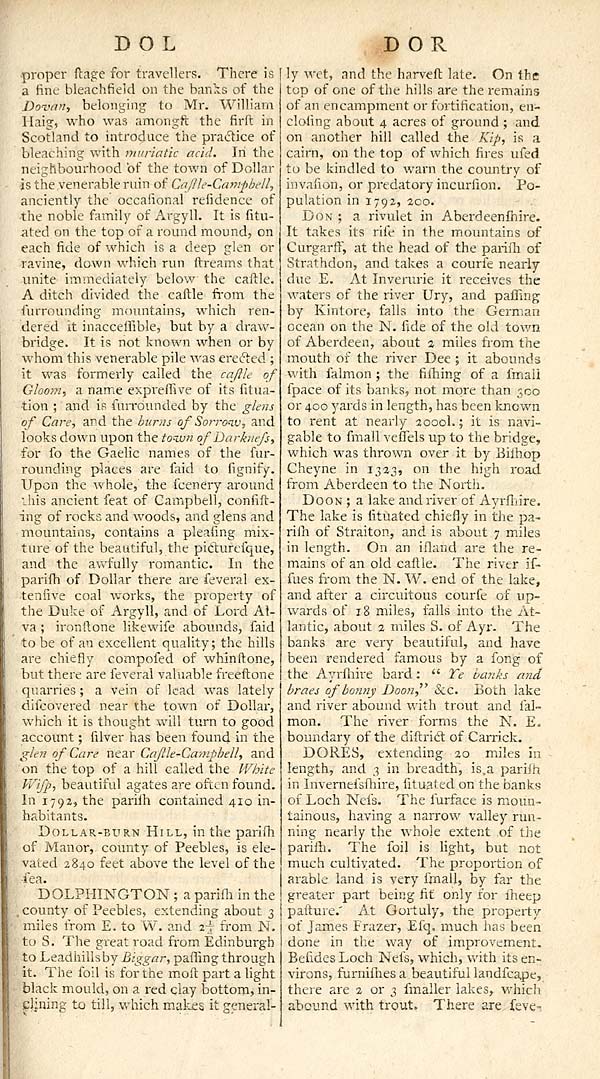 DOL
proper ſtage for travellers. There is
a fine bleachfield on the banks of the
Dovan, belonging to Mr. William
Haig, who was amongſt the firſt in
Scotland to introduce the practice of
bleaching with muriatic acid. In the
neighbourhood of the town of Dollar
is the venerable ruin of Caſtle-Campbell,
anciently the occaſional reſidence of
the noble family of Argyll. It is ſitu-
ated on the top of a round mound, on
each ſide of which is a deep glen or
ravine, down which run ſtreams that
unite immediately below the caſtle.
A ditch divided the caſtle from the
ſurrounding mountains, which ren-
dered it inacceſſible, but by a draw-
bridge. It is not known when or by
whom this venerable pile was erected;
it was formerly called the caſtle of
Gloom, a name expreſſive of its ſitua-
tion; and is ſurrounded by the glens
of Care, and the burns of Sorrow, and
looks down upon the town of Darkneſs,
for ſo the Gaelic names of the ſur-
rounding places are ſaid to ſignify.
Upon the whole, the ſcenery around
this ancient ſeat of Campbell, conſiſt-
ing of rocks and woods, and glens and
mountains, contains a pleaſing mix-
ture of the beautiful, the pictureſque,
and the awfully romantic. In the
pariſh of Dollar there are ſeveral ex-
tenſive coal works, the property of
the Duke of Argyll, and of Lord Al-
va; ironſtone likewiſe abounds, ſaid
to be of an excellent quality; the hills
are chiefly compoſed of whinſtone,
but there are ſeveral valuable freeſtone
quarries; a vein of lead was lately
diſcovered near the town of Dollar,
which it is thought will turn to good
account; ſilver has been found in the
glen of Care near Caſtle-Campbell, and
on the top of a hill called the White
Wiſp, beautiful agates are often found.
In 1792, the pariſh contained 410 in-
habitants.
DOLLAR-BURN HILL, in the pariſh
of Manor, county of Peebles, is ele-
vated 2840 feet above the level of the
ſea.
DOLPHINGTON; a pariſh in the
county of Peebles, extending about 3
miles from E. to W. and 2½ from N.
to S. The great road from Edinburgh
to Leadhills by Biggar, paſſing through
it. The ſoil is for the moſt part a light
black mould, on a red clay bottom, in-
clining to till, which makes it general-
DOR
ly wet, and the harveſt late. On the
top of one of the hills are the remains
of an encampment or fortification, en-
cloſing about 4 acres of ground; and
on another hill called the Kip, is a
cairn, on the top of which fires uſed
to be kindled to warn the country of
invaſion, or predatory incurſion. Po-
pulation in 1792, 200.
DON; a rivulet in Aberdeenſhire.
It takes its riſe in the mountains of
Curgarff, at the head of the pariſh of
Strathdon, and takes a courſe nearly
due E. At Inverurie it receives the
waters of the river Ury, and paſſing
by Kintore, falls into the German
ocean on the N. ſide of the old town
of Aberdeen, about 2 miles from the
mouth of the river Dee; it abounds
with ſalmon; the fiſhing of a ſmall
ſpace of its banks, not more than 300
or 400 yards in length, has been known
to rent at nearly 2000l.; it is navi-
gable to ſmall veſſels up to the bridge,
which was thrown over it by Biſhop
Cheyne in 1323, on the high road
from Aberdeen to the North.
DOON; a lake and river of Ayrſhire.
The lake is ſituated chiefly in the pa-
riſh of Straiton, and is about 7 miles
in length. On an iſland are the re-
mains of an old caſtle. The river iſ-
ſues from the N. W. end of the lake,
and after a circuitous courſe of up-
wards of 18 miles, falls into the At-
lantic, about 2 miles S. of Ayr. The
banks are very beautiful, and have
been rendered famous by a ſong of
the Ayrſhire bard: “ Ye banks and
braes of bonny Doon,” &c. Both lake
and river abound with trout and ſal-
mon. The river forms the N. E.
boundary of the diſtrict of Carrick.
DORES, extending 20 miles in
length, and 3 in breadth, is a pariſh
in Inverneſsſhire, ſituated on the banks
of Loch Neſs. The ſurface is moun-
tainous, having a narrow valley run-
ning nearly the whole extent of the
pariſh. The ſoil is light, but not
much cultivated. The proportion of
arable land is very ſmall, by far the
greater part being fit only for ſheep
paſture. At Gortuly, the property
of James Frazer, Eſq. much has been
done in the way of improvement.
Beſides Loch Neſs, which, with its en-
virons, furniſhes a beautiful landſcape,
there are 2 or 3 ſmaller lakes, which
abound with trout. There are ſeve-